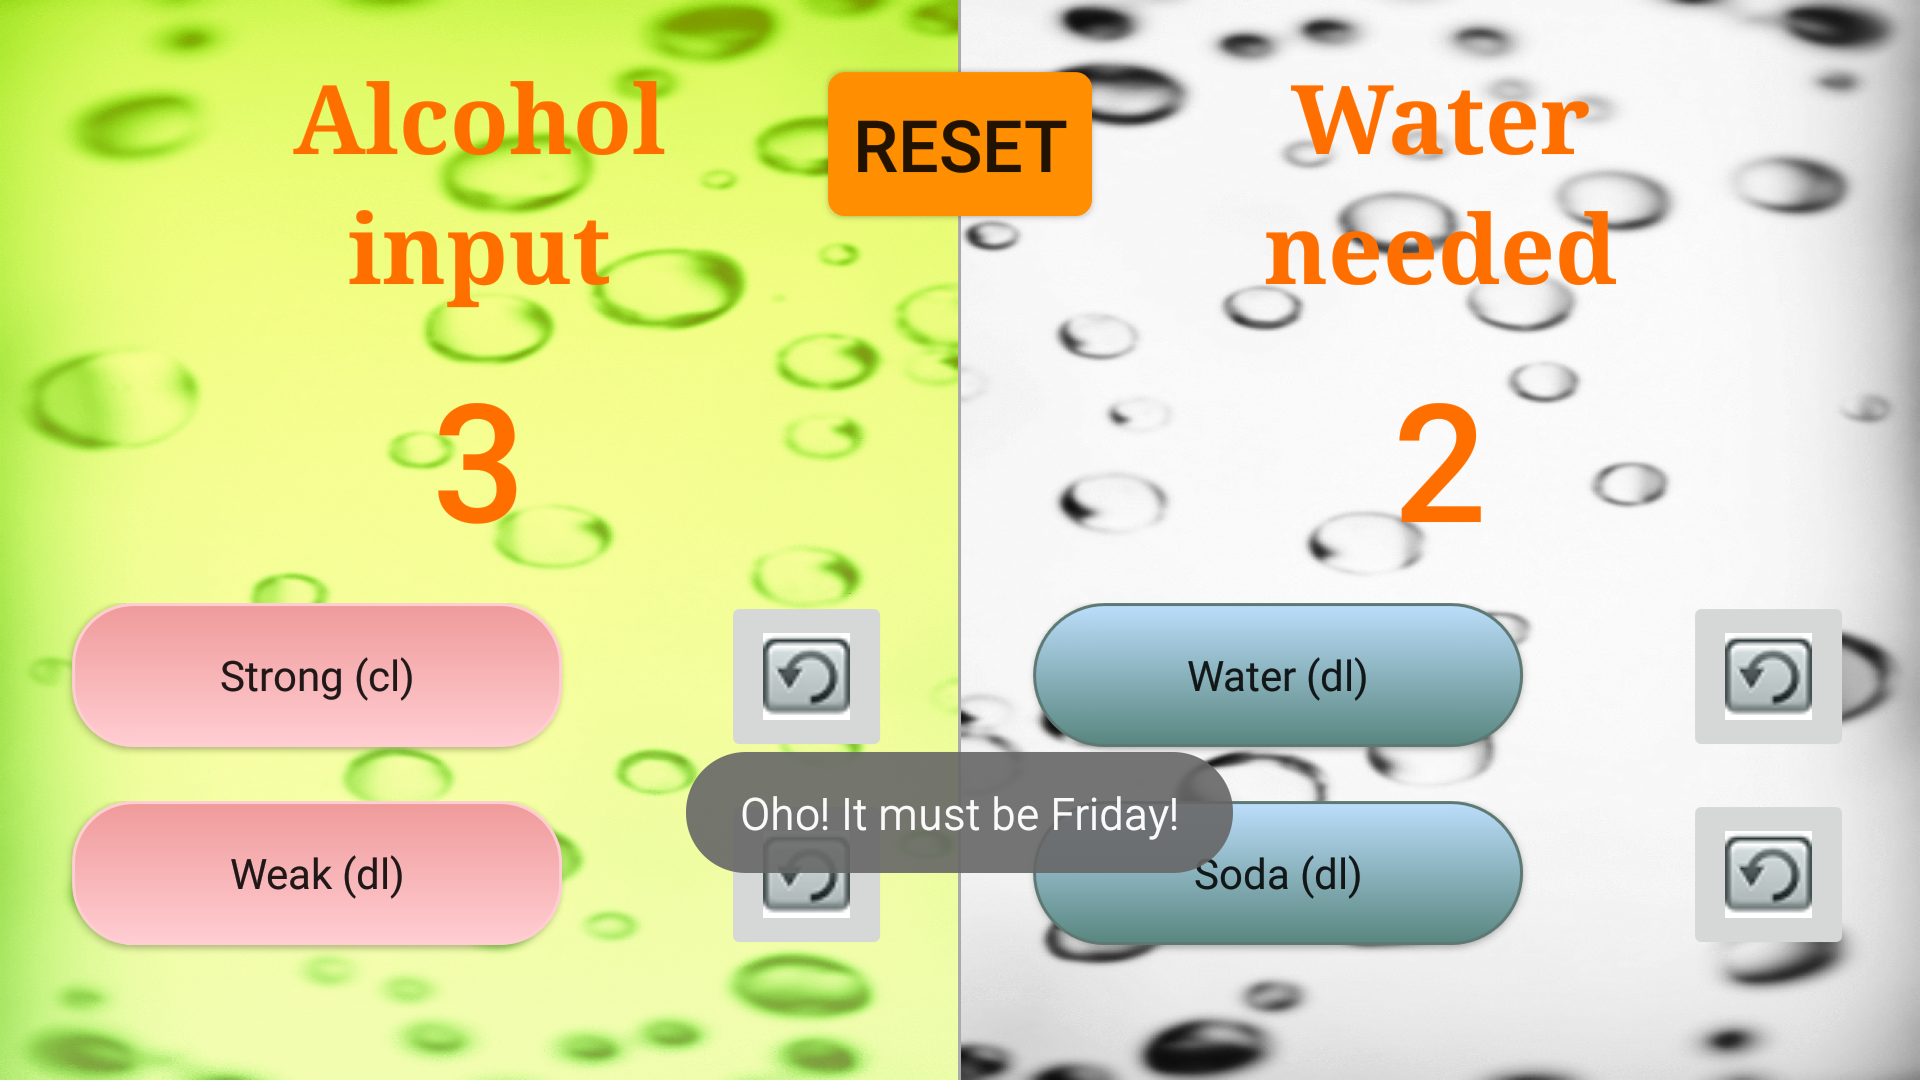 Alcohol
input
RESET
Water
needed
3
2
Strong (cl)
Water (dl)
Oho! It must be Friday!
Weak (dl)
Soda (dl)